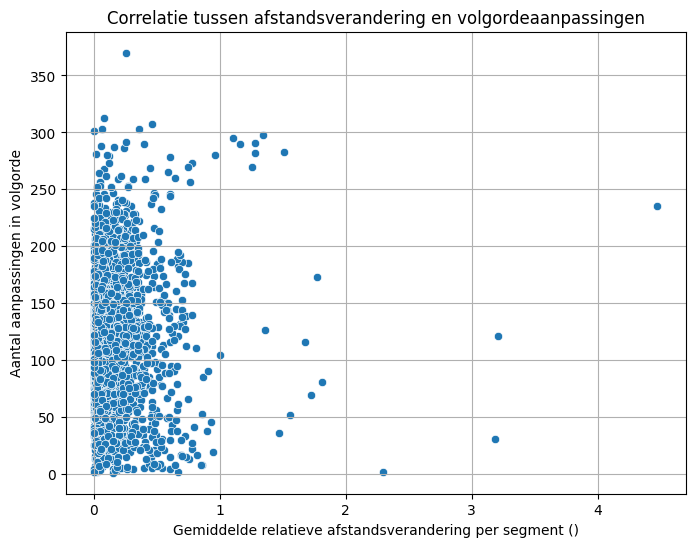 Correlatie tussen afstandsverandering en volgordeaanpassingen
Aantal aanpassingen in volgorde
350
300
250
200
150
100
50
0
0 1 2 3 4
Gemiddelde relatieve afstandsverandering per segment ()